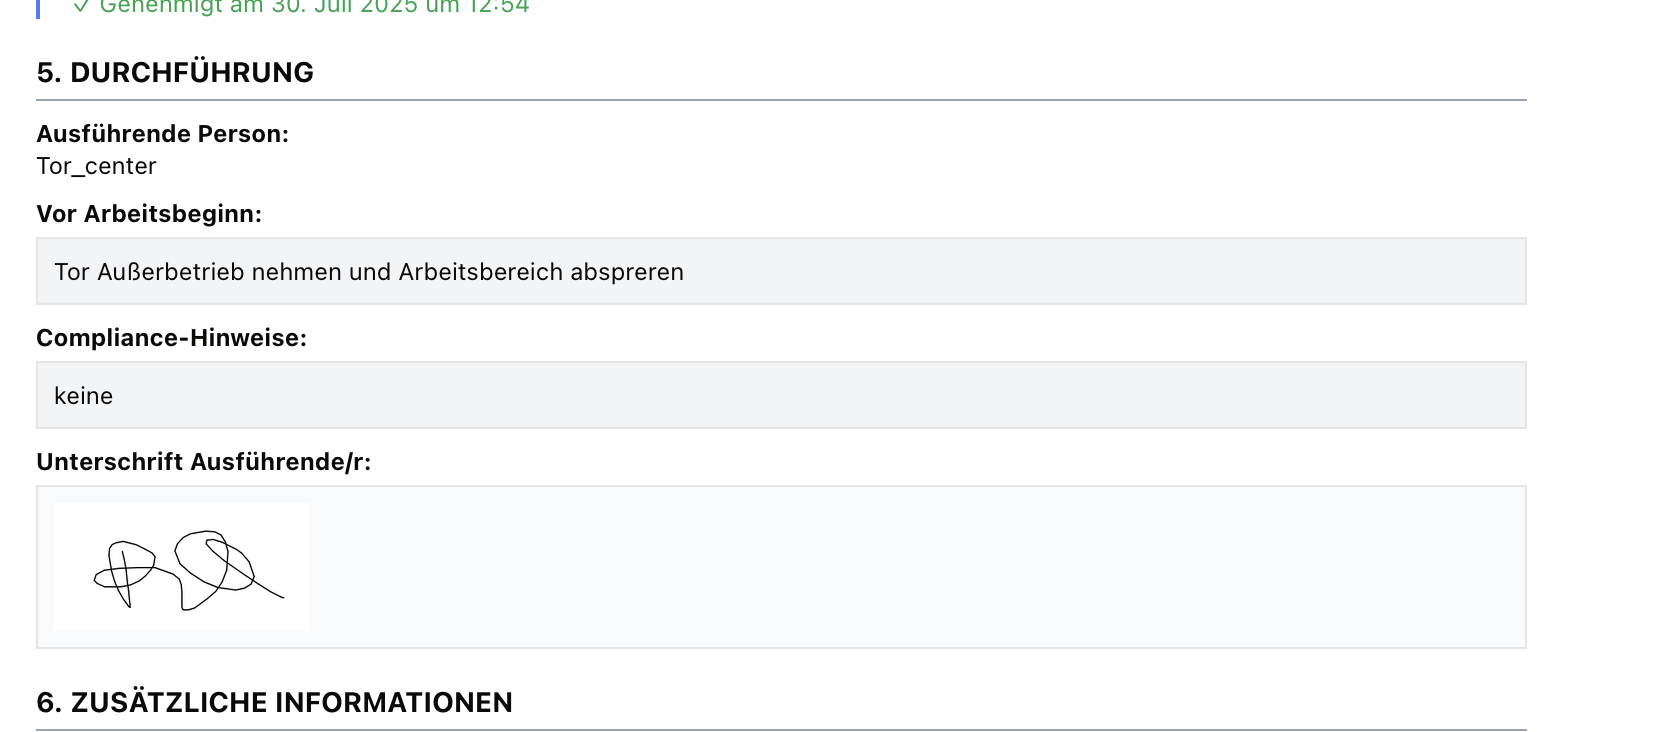 ✓ Genehmigt am 30. Juli 2025 um 12:54
5. DURCHFÜHRUNG
Ausführende Person:
Tor_center
Vor Arbeitsbeginn:
Tor Außerbetrieb nehmen und Arbeitsbereich abspreren
Compliance-Hinweise:
keine
Unterschrift Ausführende/r:
6. ZUSÄTZLICHE INFORMATIONEN